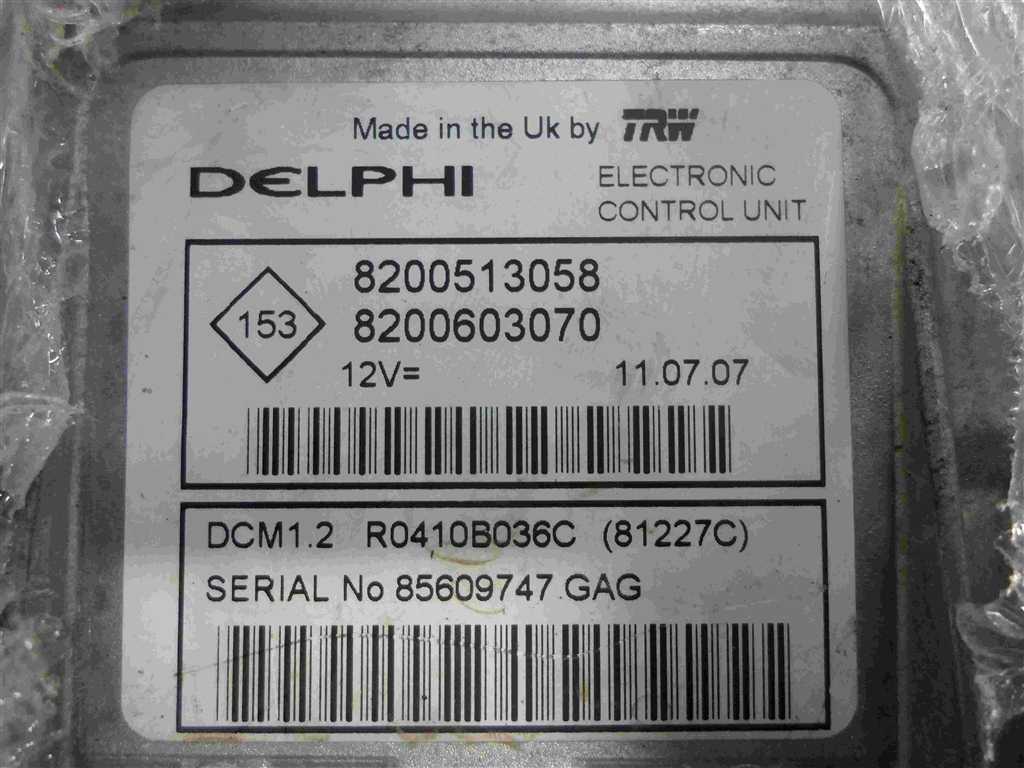 Made in the Uk by TRW
DELPHI
ELECTRONIC
CONTROL UNIT
8200513058
153
8200603070
12V=
11.07.07
DCM1.2 R0410B036C (81227C)
SERIAL No 85609747 GAG